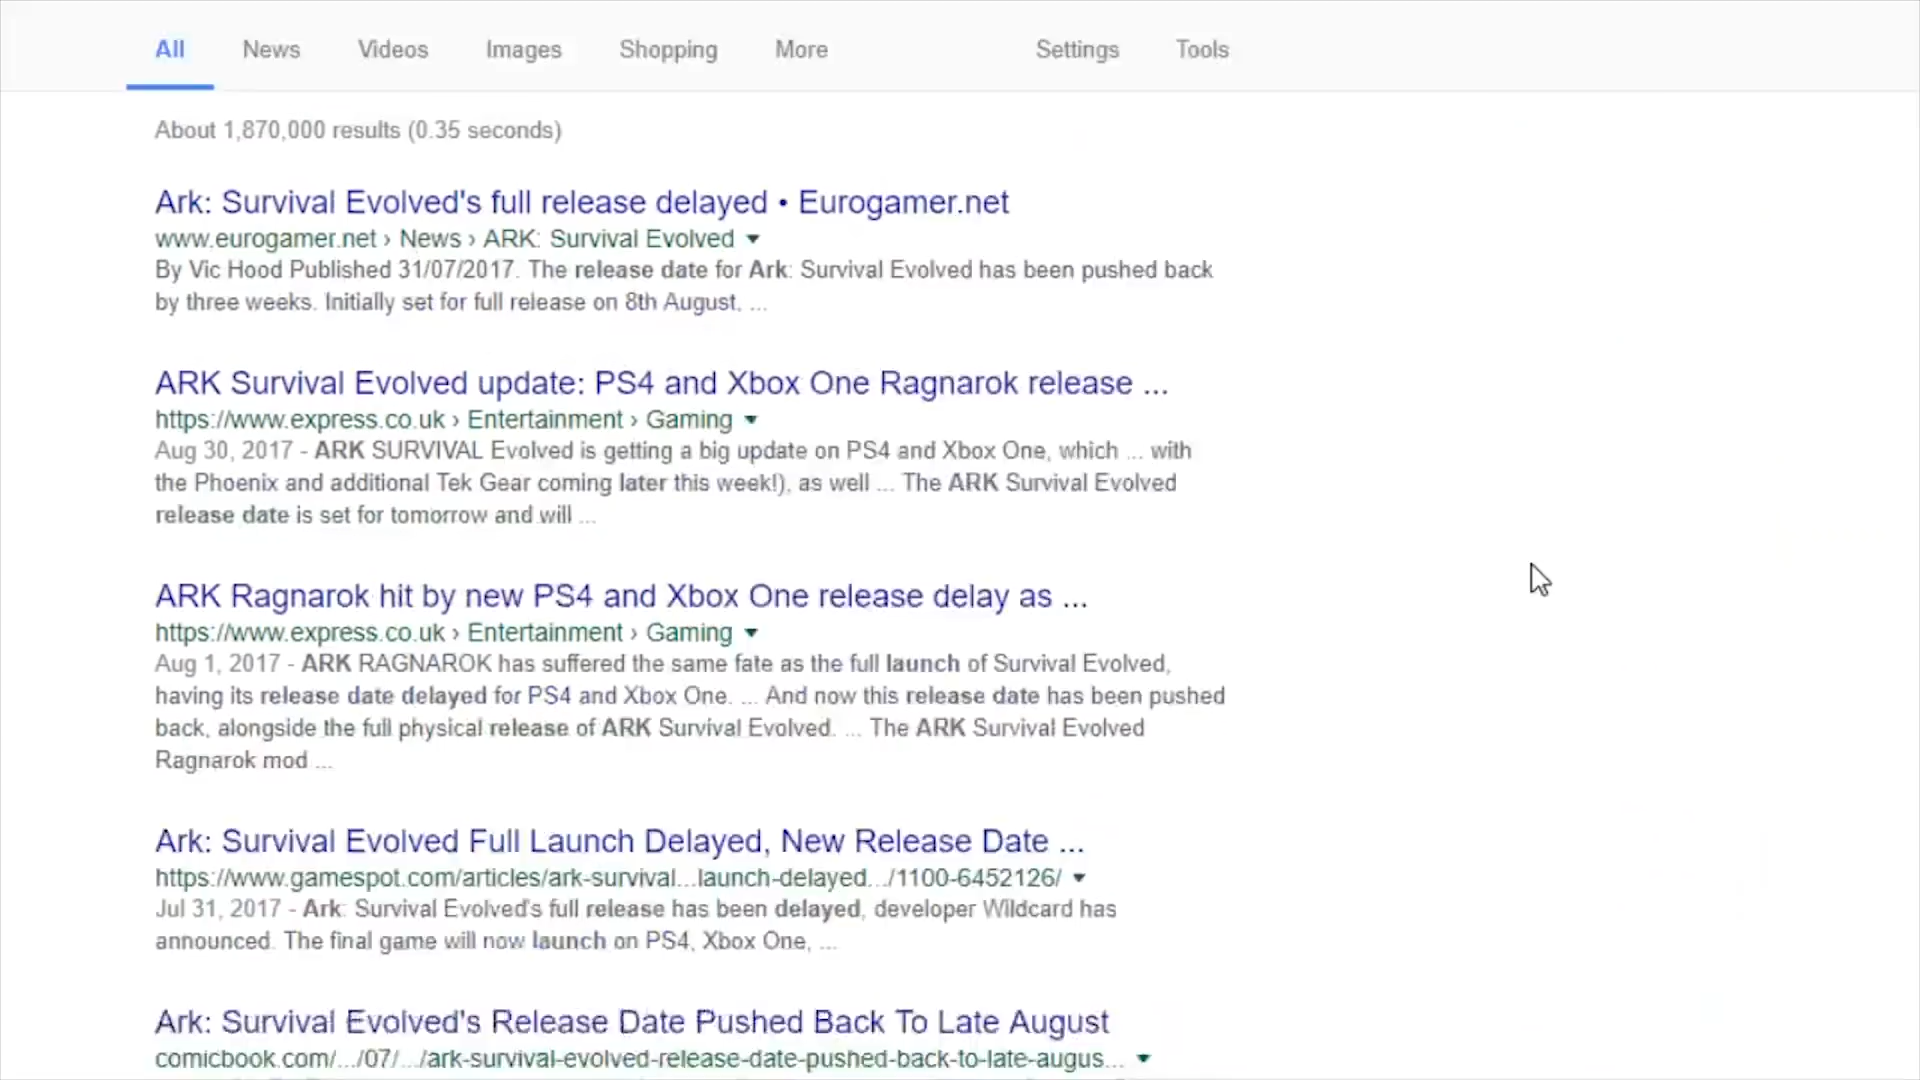 All News Videos Images Shopping More Settings Tools
About 1,870,000 results (0.35 seconds)
Ark: Survival Evolved's full release delayed • Eurogamer.net
www.eurogamer.net › News › ARK: Survival Evolved
By Vic Hood Published 31/07/2017. The release date for Ark: Survival Evolved has been pushed back
by three weeks. Initially set for full release on 8th August, ...
ARK Survival Evolved update: PS4 and Xbox One Ragnarok release ...
https://www.express.co.uk › Entertainment › Gaming
Aug 30, 2017 - ARK SURVIVAL Evolved is getting a big update on PS4 and Xbox One, which ... with
the Phoenix and additional Tek Gear coming later this week!), as well ... The ARK Survival Evolved
release date is set for tomorrow and will ...
ARK Ragnarok hit by new PS4 and Xbox One release delay as ...
https://www.express.co.uk › Entertainment › Gaming
Aug 1, 2017 - ARK RAGNAROK has suffered the same fate as the full launch of Survival Evolved,
having its release date delayed for PS4 and Xbox One. ... And now this release date has been pushed
back, alongside the full physical release of ARK Survival Evolved. ... The ARK Survival Evolved
Ragnarok mod ...
Ark: Survival Evolved Full Launch Delayed, New Release Date ...
https://www.gamespot.com/articles/ark-survival...launch-delayed.../1100-6452126/
Jul 31, 2017 - Ark: Survival Evolved's full release has been delayed, developer Wildcard has
announced. The final game will now launch on PS4, Xbox One, ...
Ark: Survival Evolved's Release Date Pushed Back To Late August
comicbook.com/.../07/.../ark-survival-evolved-release-date-pushed-back-to-late-augus...